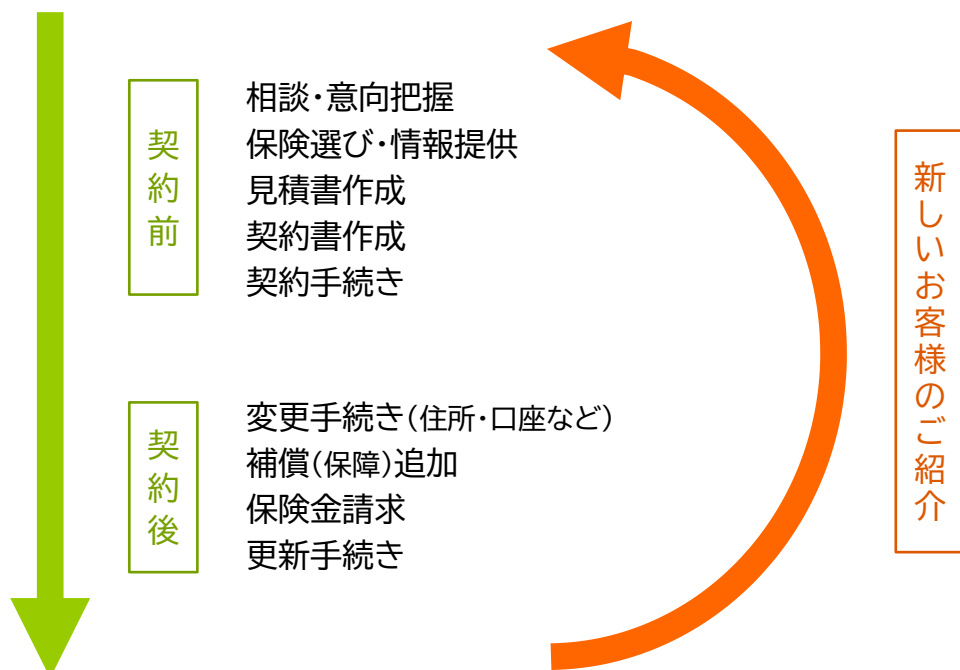 契約前
相談・意向把握
保険選び・情報提供
見積書作成
契約書作成
契約手続き
契約後
変更手続き（住所・口座など）
補償（保障）追加
保険金請求
更新手続き
新しいお客様のご紹介